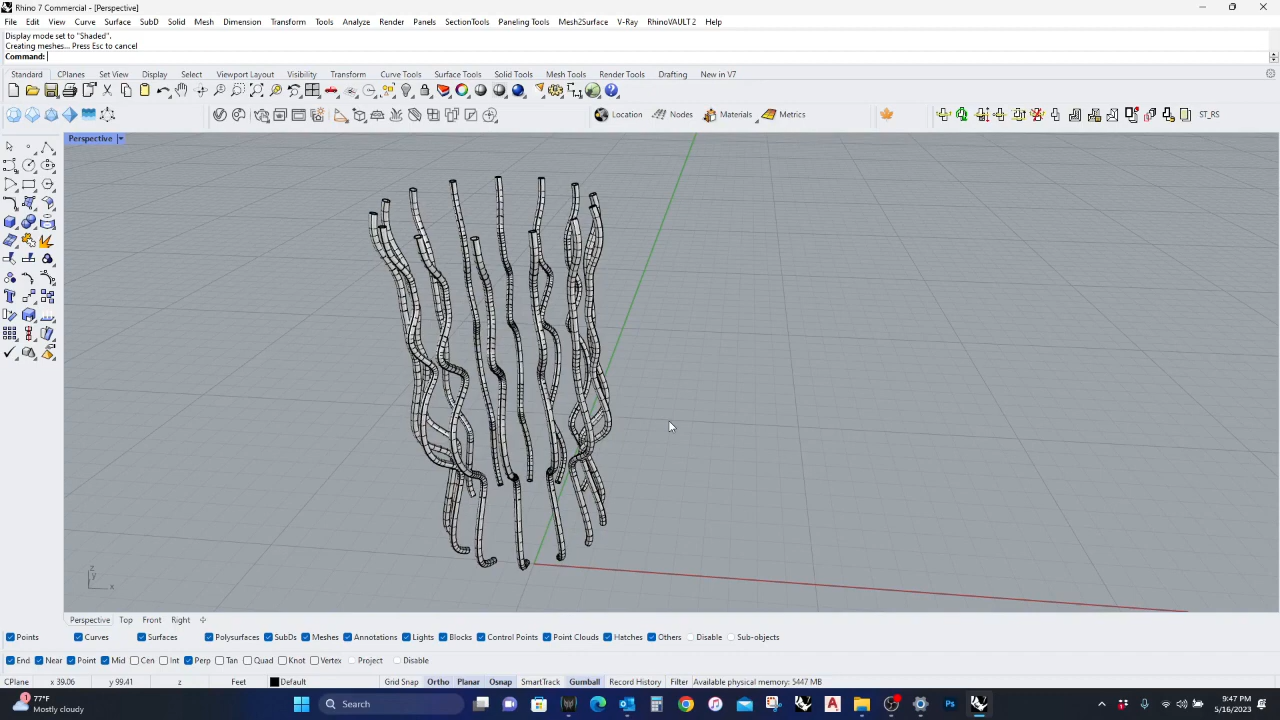 Rhino 7 Commercial - [Perspective]
File Edit View Curve Surface SubD Solid Mesh Dimension Transform Tools Analyze Render Panels SectionTools Paneling Tools Mesh2Surface V-Ray RhinoVAULT 2 Help
Display mode set to "Shaded".
Creating meshes... Press Esc to cancel
Command:
Standard CPlanes Set View Display Select Viewport Layout Visibility Transform Curve Tools Surface Tools Solid Tools Mesh Tools Render Tools Drafting New in V7
Location Nodes Materials Metrics ST_RS
Perspective
z
y
x
Perspective Top Front Right
Points Curves Surfaces Polysurfaces SubDs Meshes Annotations Lights Blocks Control Points Point Clouds Hatches Others Disable Sub-objects
End Near Point Mid Cen Int Perp Tan Quad Knot Vertex Project Disable
CPlane x 39.06 y 99.41 z Feet Default Grid Snap Ortho Planar Osnap SmartTrack Gumball Record History Filter Available physical memory: 5447 MB
1 77°F
Mostly cloudy
Search
Ps
9:47 PM
5/16/2023